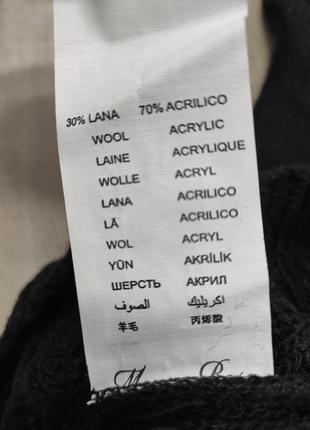 30% LANA 70% ACRILICO
WOOL ACRYLIC
LAINE ACRYLIQUE
WOLLE ACRYL
LANA ACRILICO
LÃ ACRILICO
WOL ACRYL
YÜN AKRİLİK
ШЕРСТЬ АКРИЛ
الصوف اكريليك
羊毛 丙烯酸